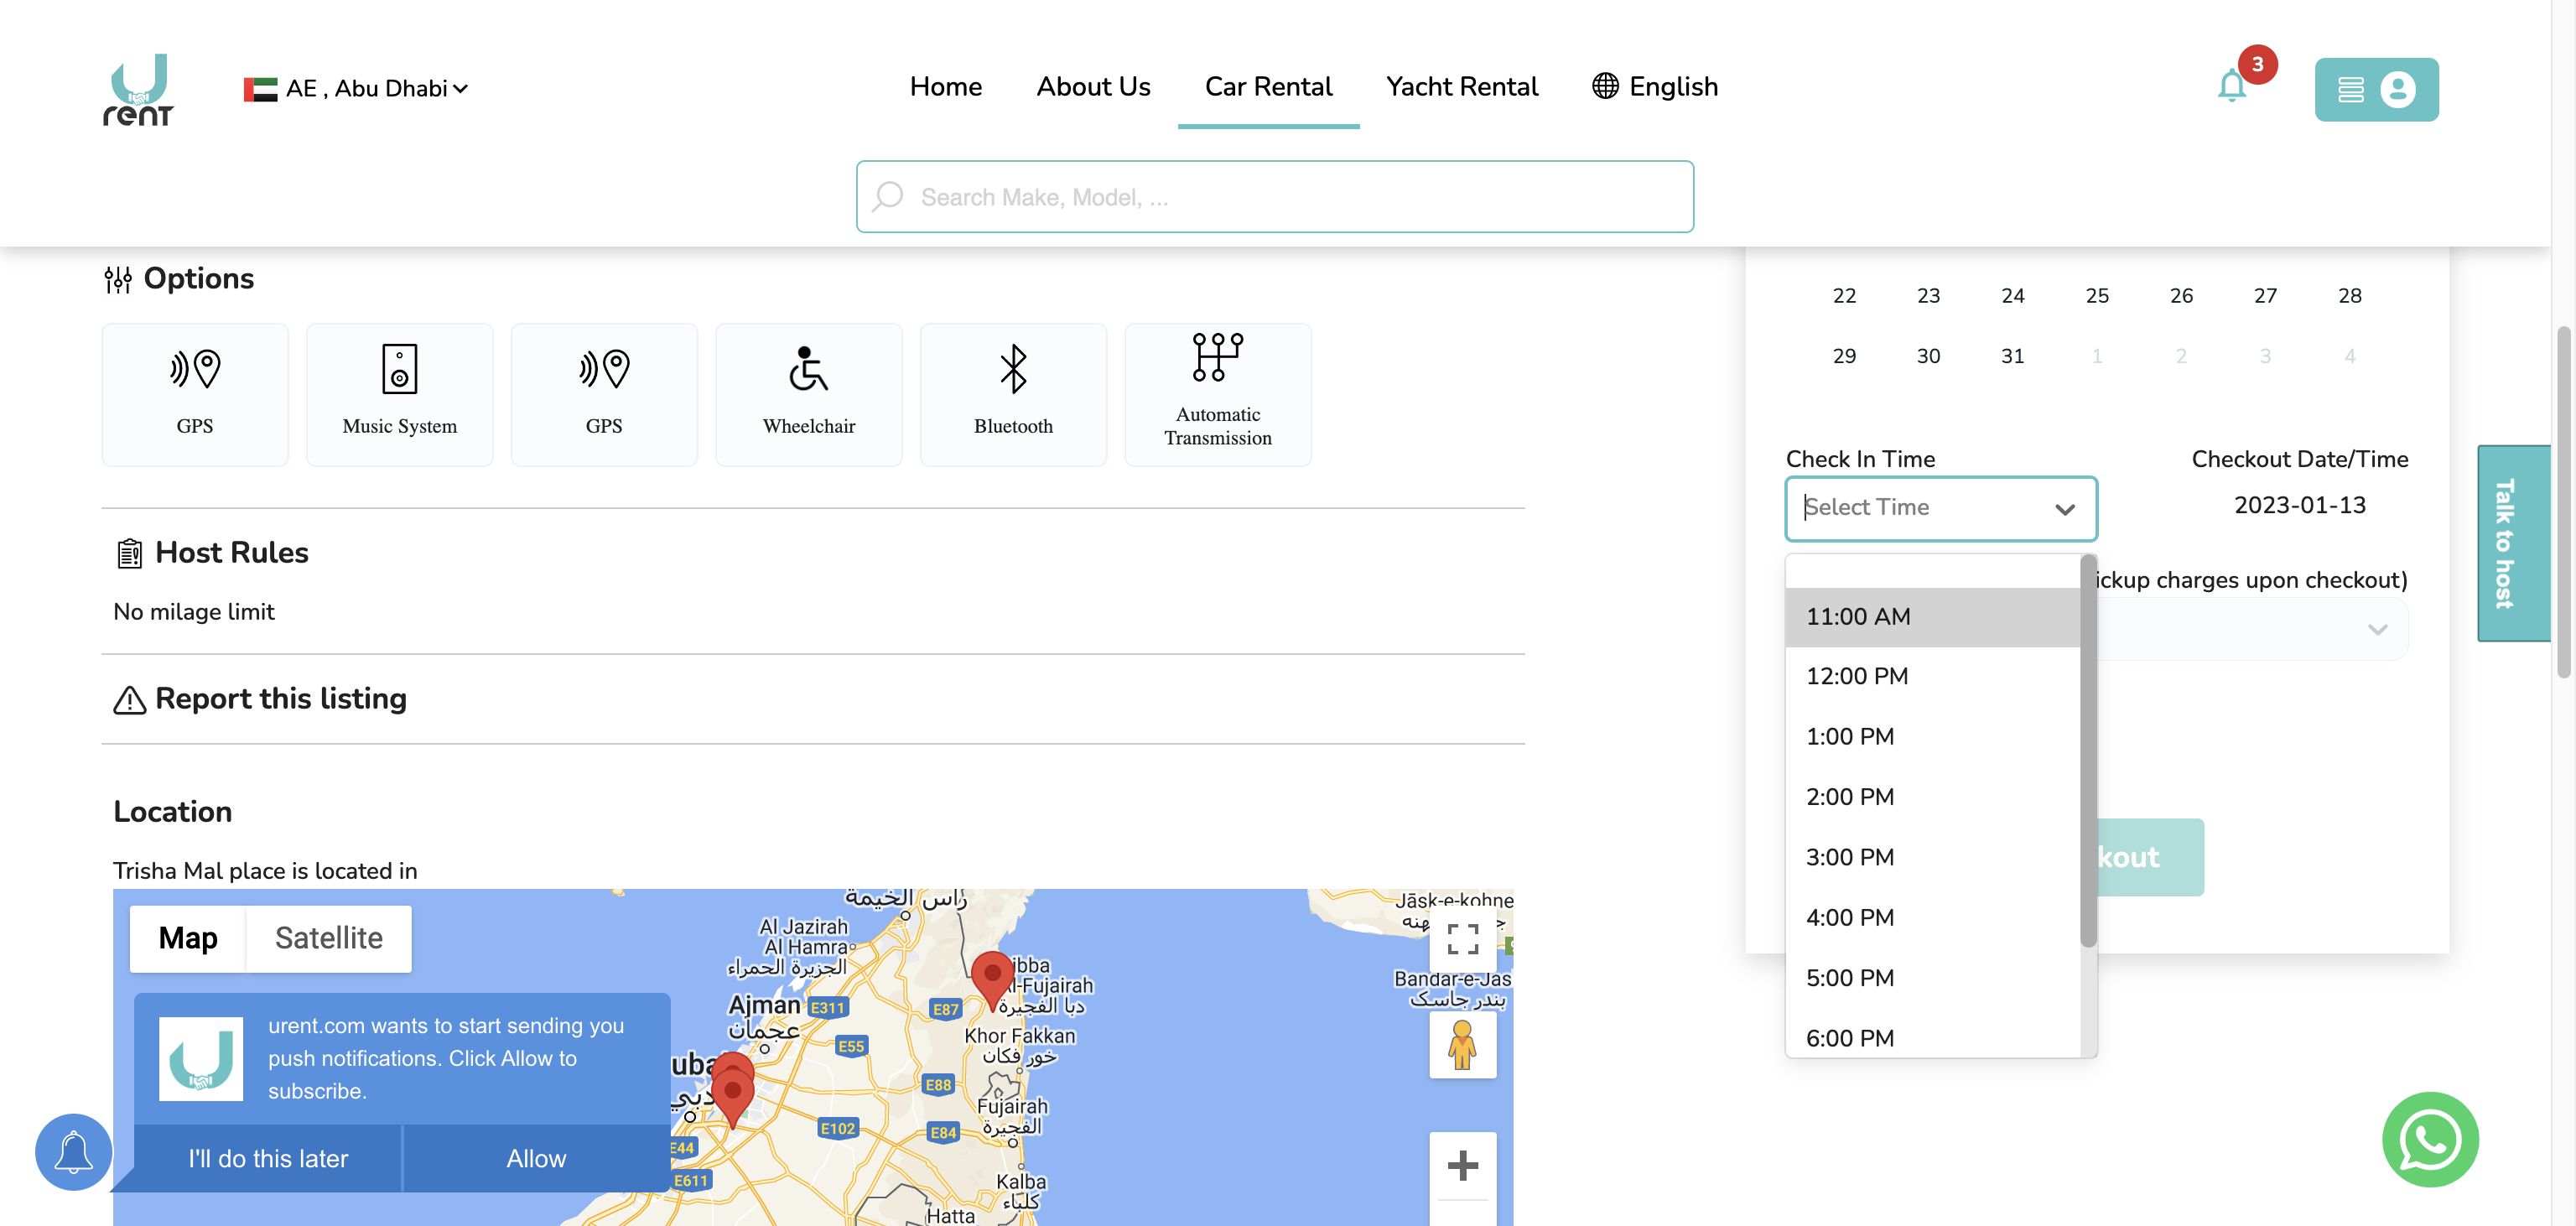 rent
AE , Abu Dhabi
Home
About Us
Car Rental
Yacht Rental
English
3
Search Make, Model, ...
Options
GPS
Music System
GPS
Wheelchair
Bluetooth
Automatic
Transmission
Host Rules
No milage limit
Report this listing
Location
Trisha Mal place is located in
Map
Satellite
راس الخيمة
Al Jazirah
Al Hamra
الجزيرة الحمراء
Ajman
عجمان
E311
E87
ibba
l-Fujairah
دبا الفجيرة
Khor Fakkan
خور فكان
E55
uba
دبي
E88
Fujairah
الفجيرة
E102
E84
E44
E611
Kalba
كلباء
Hatta
Jāsk-e-kohne
Bandar-e-Jas
بندر جاسک
urent.com wants to start sending you
push notifications. Click Allow to
subscribe.
I'll do this later
Allow
22 23 24 25 26 27 28
29 30 31 1 2 3 4
Check In Time
Checkout Date/Time
Select Time
2023-01-13
ickup charges upon checkout)
11:00 AM
12:00 PM
1:00 PM
2:00 PM
3:00 PM
4:00 PM
5:00 PM
6:00 PM
kout
Talk to host